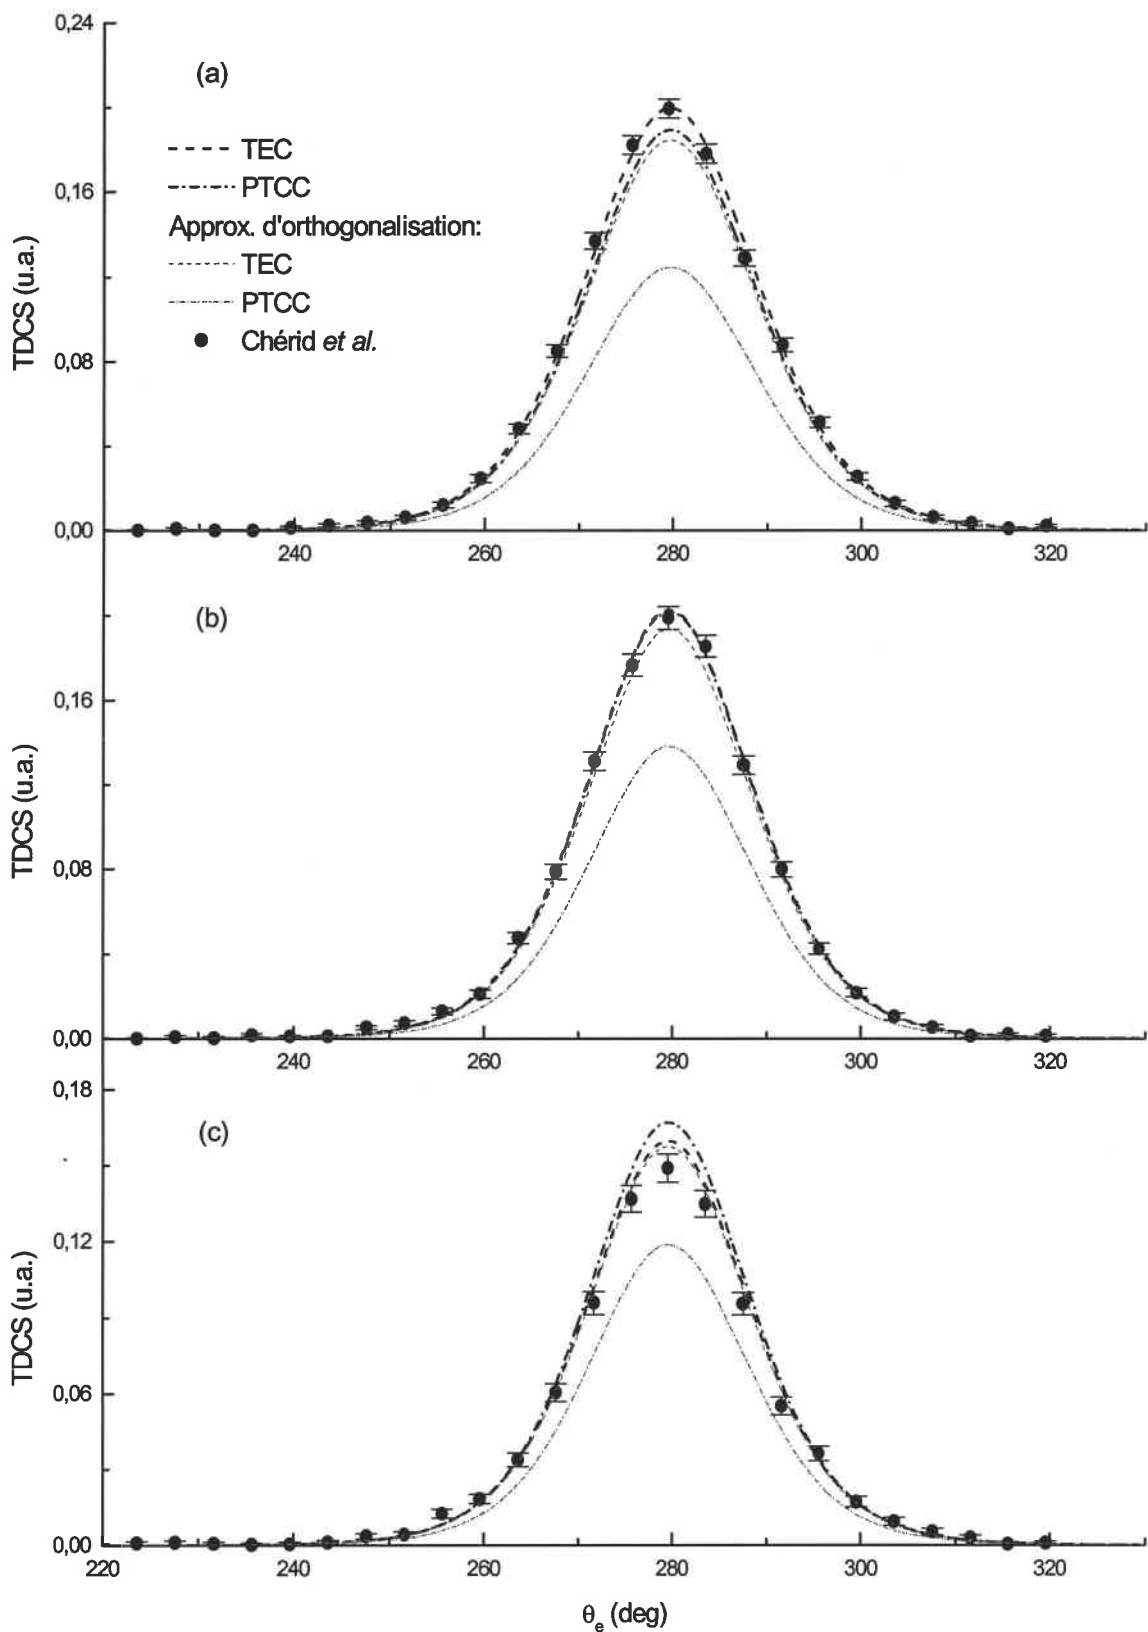 0,24
(a)
TEC
PTCC
Approx. d'orthogonalisation:
TEC
PTCC
Chérid et al.
0,16
0,08
0,00
TDCS (u.a.)
240 260 280 300 320
(b)
0,16
0,08
0,00
TDCS (u.a.)
240 260 280 300 320
0,18
(c)
0,12
0,06
0,00
TDCS (u.a.)
220 240 260 280 300 320
θe (deg)